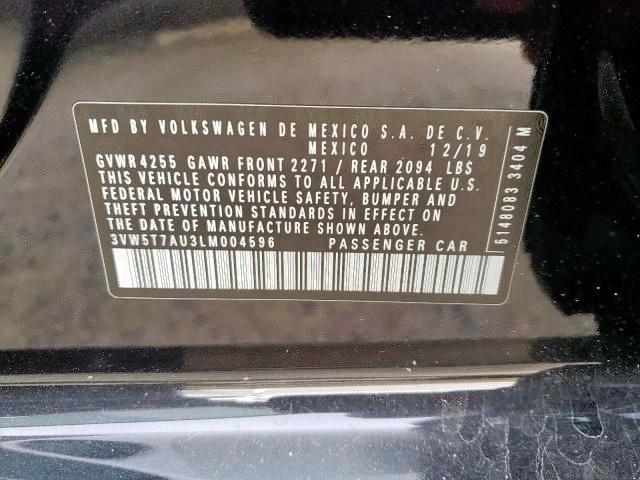 MFD BY VOLKSWAGEN DE MEXICO S.A. DE C.V.
MEXICO 12/19
GVWR 4255 GAWR FRONT 2271 / REAR 2094 LBS
THIS VEHICLE CONFORMS TO ALL APPLICABLE U.S.
FEDERAL MOTOR VEHICLE SAFETY, BUMPER AND
THEFT PREVENTION STANDARDS IN EFFECT ON
THE DATE OF MANUFACTURE SHOWN ABOVE.
3VW5T7AU3LM004596 PASSENGER CAR
5148083 3404 M